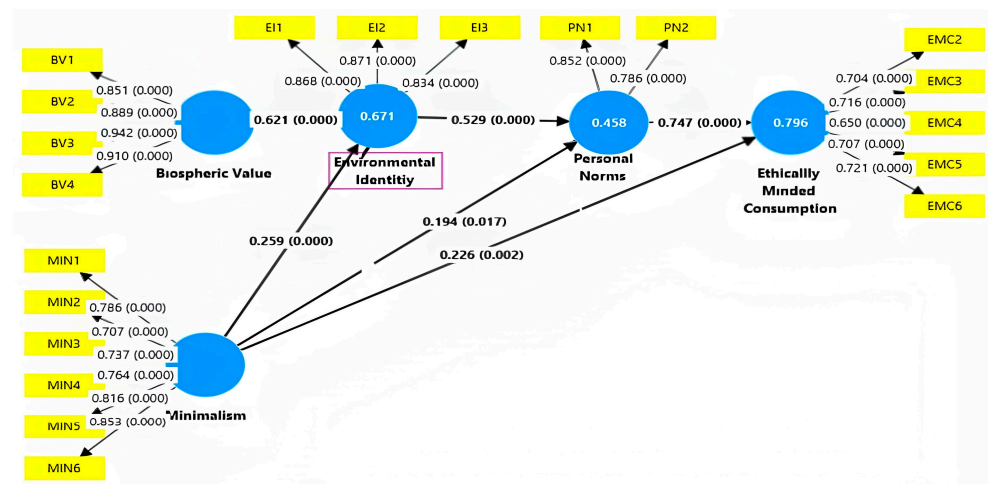 EI1
EI2
EI3
PN1
PN2
EMC2
BV1
0.871 (0.000)
0.852 (0.000)
0.868 (0.000)
0.834 (0.000)
0.786 (0.000)
0.704 (0.000)
EMC3
0.851 (0.000)
BV2
0.889 (0.000)
0.716 (0.000)
0.621 (0.000)
0.671
0.529 (0.000)
0.458
0.747 (0.000)
0.796
0.650 (0.000)
EMC4
0.942 (0.000)
BV3
0.910 (0.000)
0.707 (0.000)
EMC5
0.721 (0.000)
BV4
Biospheric Value
Environmental
Identitiy
Personal
Norms
Ethicallly
Minded
Consumption
EMC6
0.194 (0.017)
0.259 (0.000)
0.226 (0.002)
MIN1
MIN2
0.786 (0.000)
0.707 (0.000)
MIN3
0.737 (0.000)
0.764 (0.000)
MIN4
0.816 (0.000)
MIN5
0.853 (0.000)
Minimalism
MIN6